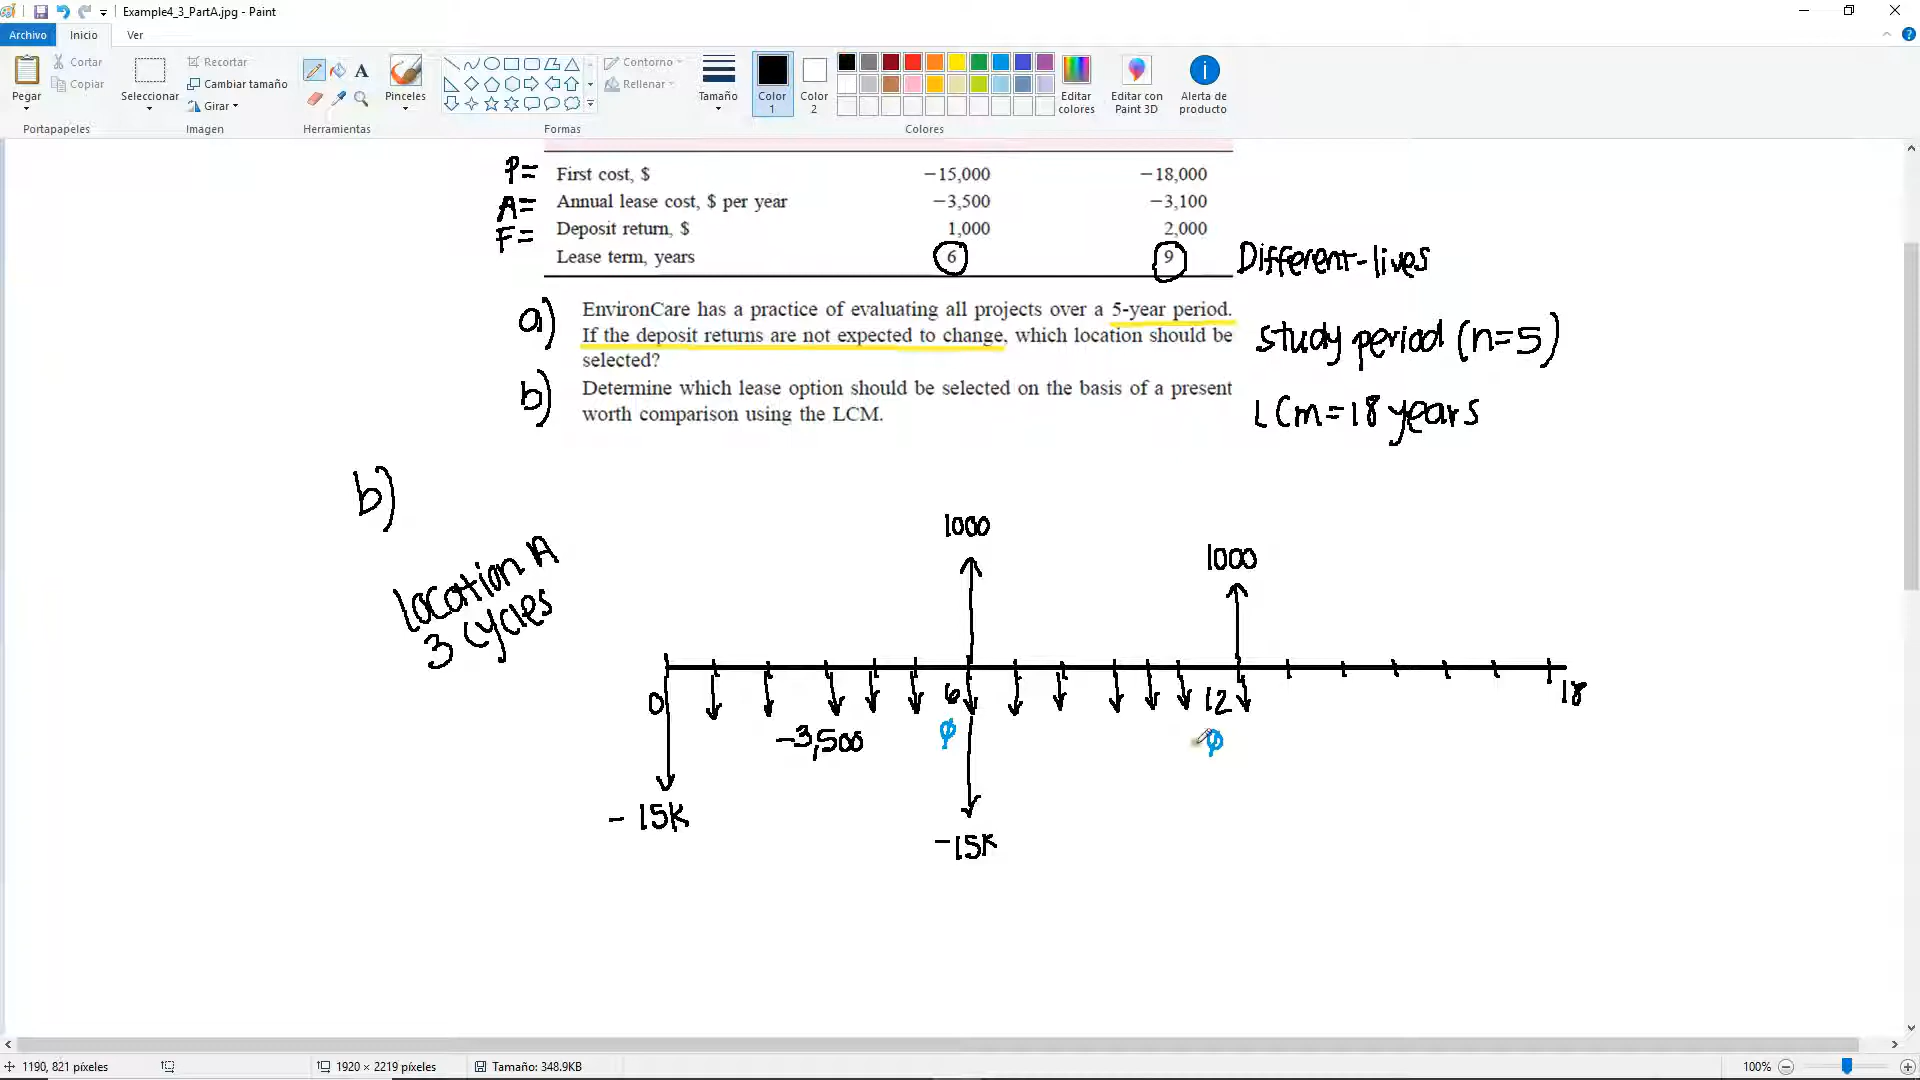 Example4_3_PartA.jpg - Paint
Archivo Inicio Ver
Pegar
Cortar
Copiar
Portapapeles
Seleccionar
Recortar
Cambiar tamaño
Girar
Imagen
A
Herramientas
Pinceles
Contorno
Rellenar
Formas
Tamaño
Color 1
Color 2
Editar colores
Colores
Editar con Paint 3D
Alerta de producto
P= First cost, $ −15,000 −18,000
A= Annual lease cost, $ per year −3,500 −3,100
F= Deposit return, $ 1,000 2,000
Lease term, years 6 9 Different-lives
a) EnvironCare has a practice of evaluating all projects over a 5-year period.
If the deposit returns are not expected to change, which location should be
selected?
study period (n=5)
b) Determine which lease option should be selected on the basis of a present
worth comparison using the LCM.
LCm=18 years
b)
location A
3 cycles
1000
1000
0 6 12 18
φ φ
-3,500
-15K
-15K
1190, 821 píxeles
1920 × 2219 píxeles
Tamaño: 348.9KB
100%